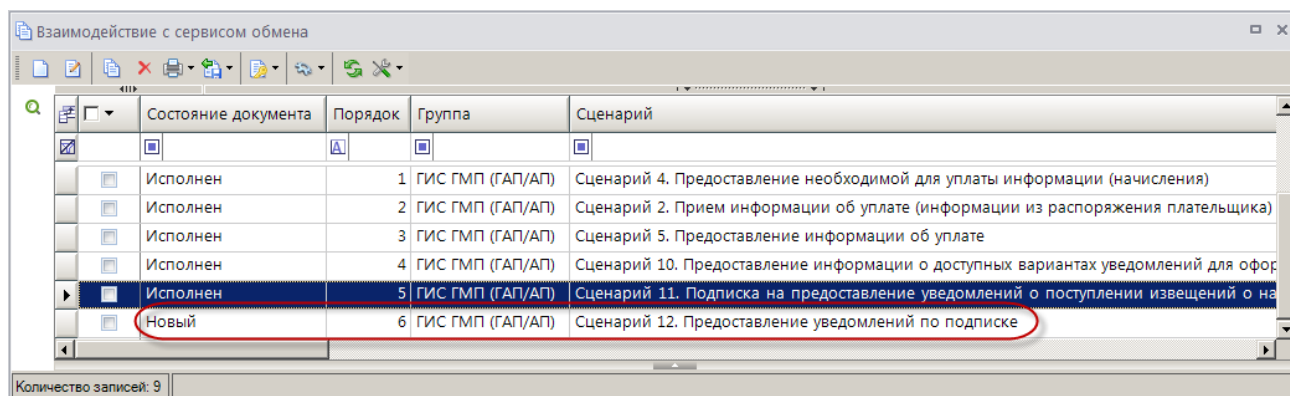 Взаимодействие с сервисом обмена
Состояние документа Порядок Группа Сценарий
A
Исполнен 1 ГИС ГМП (ГАП/АП) Сценарий 4. Предоставление необходимой для уплаты информации (начисления)
Исполнен 2 ГИС ГМП (ГАП/АП) Сценарий 2. Прием информации об уплате (информации из распоряжения плательщика)
Исполнен 3 ГИС ГМП (ГАП/АП) Сценарий 5. Предоставление информации об уплате
Исполнен 4 ГИС ГМП (ГАП/АП) Сценарий 10. Предоставление информации о доступных вариантах уведомлений для офор
Исполнен 5 ГИС ГМП (ГАП/АП) Сценарий 11. Подписка на предоставление уведомлений о поступлении извещений о на
Новый 6 ГИС ГМП (ГАП/АП) Сценарий 12. Предоставление уведомлений по подписке
Количество записей: 9